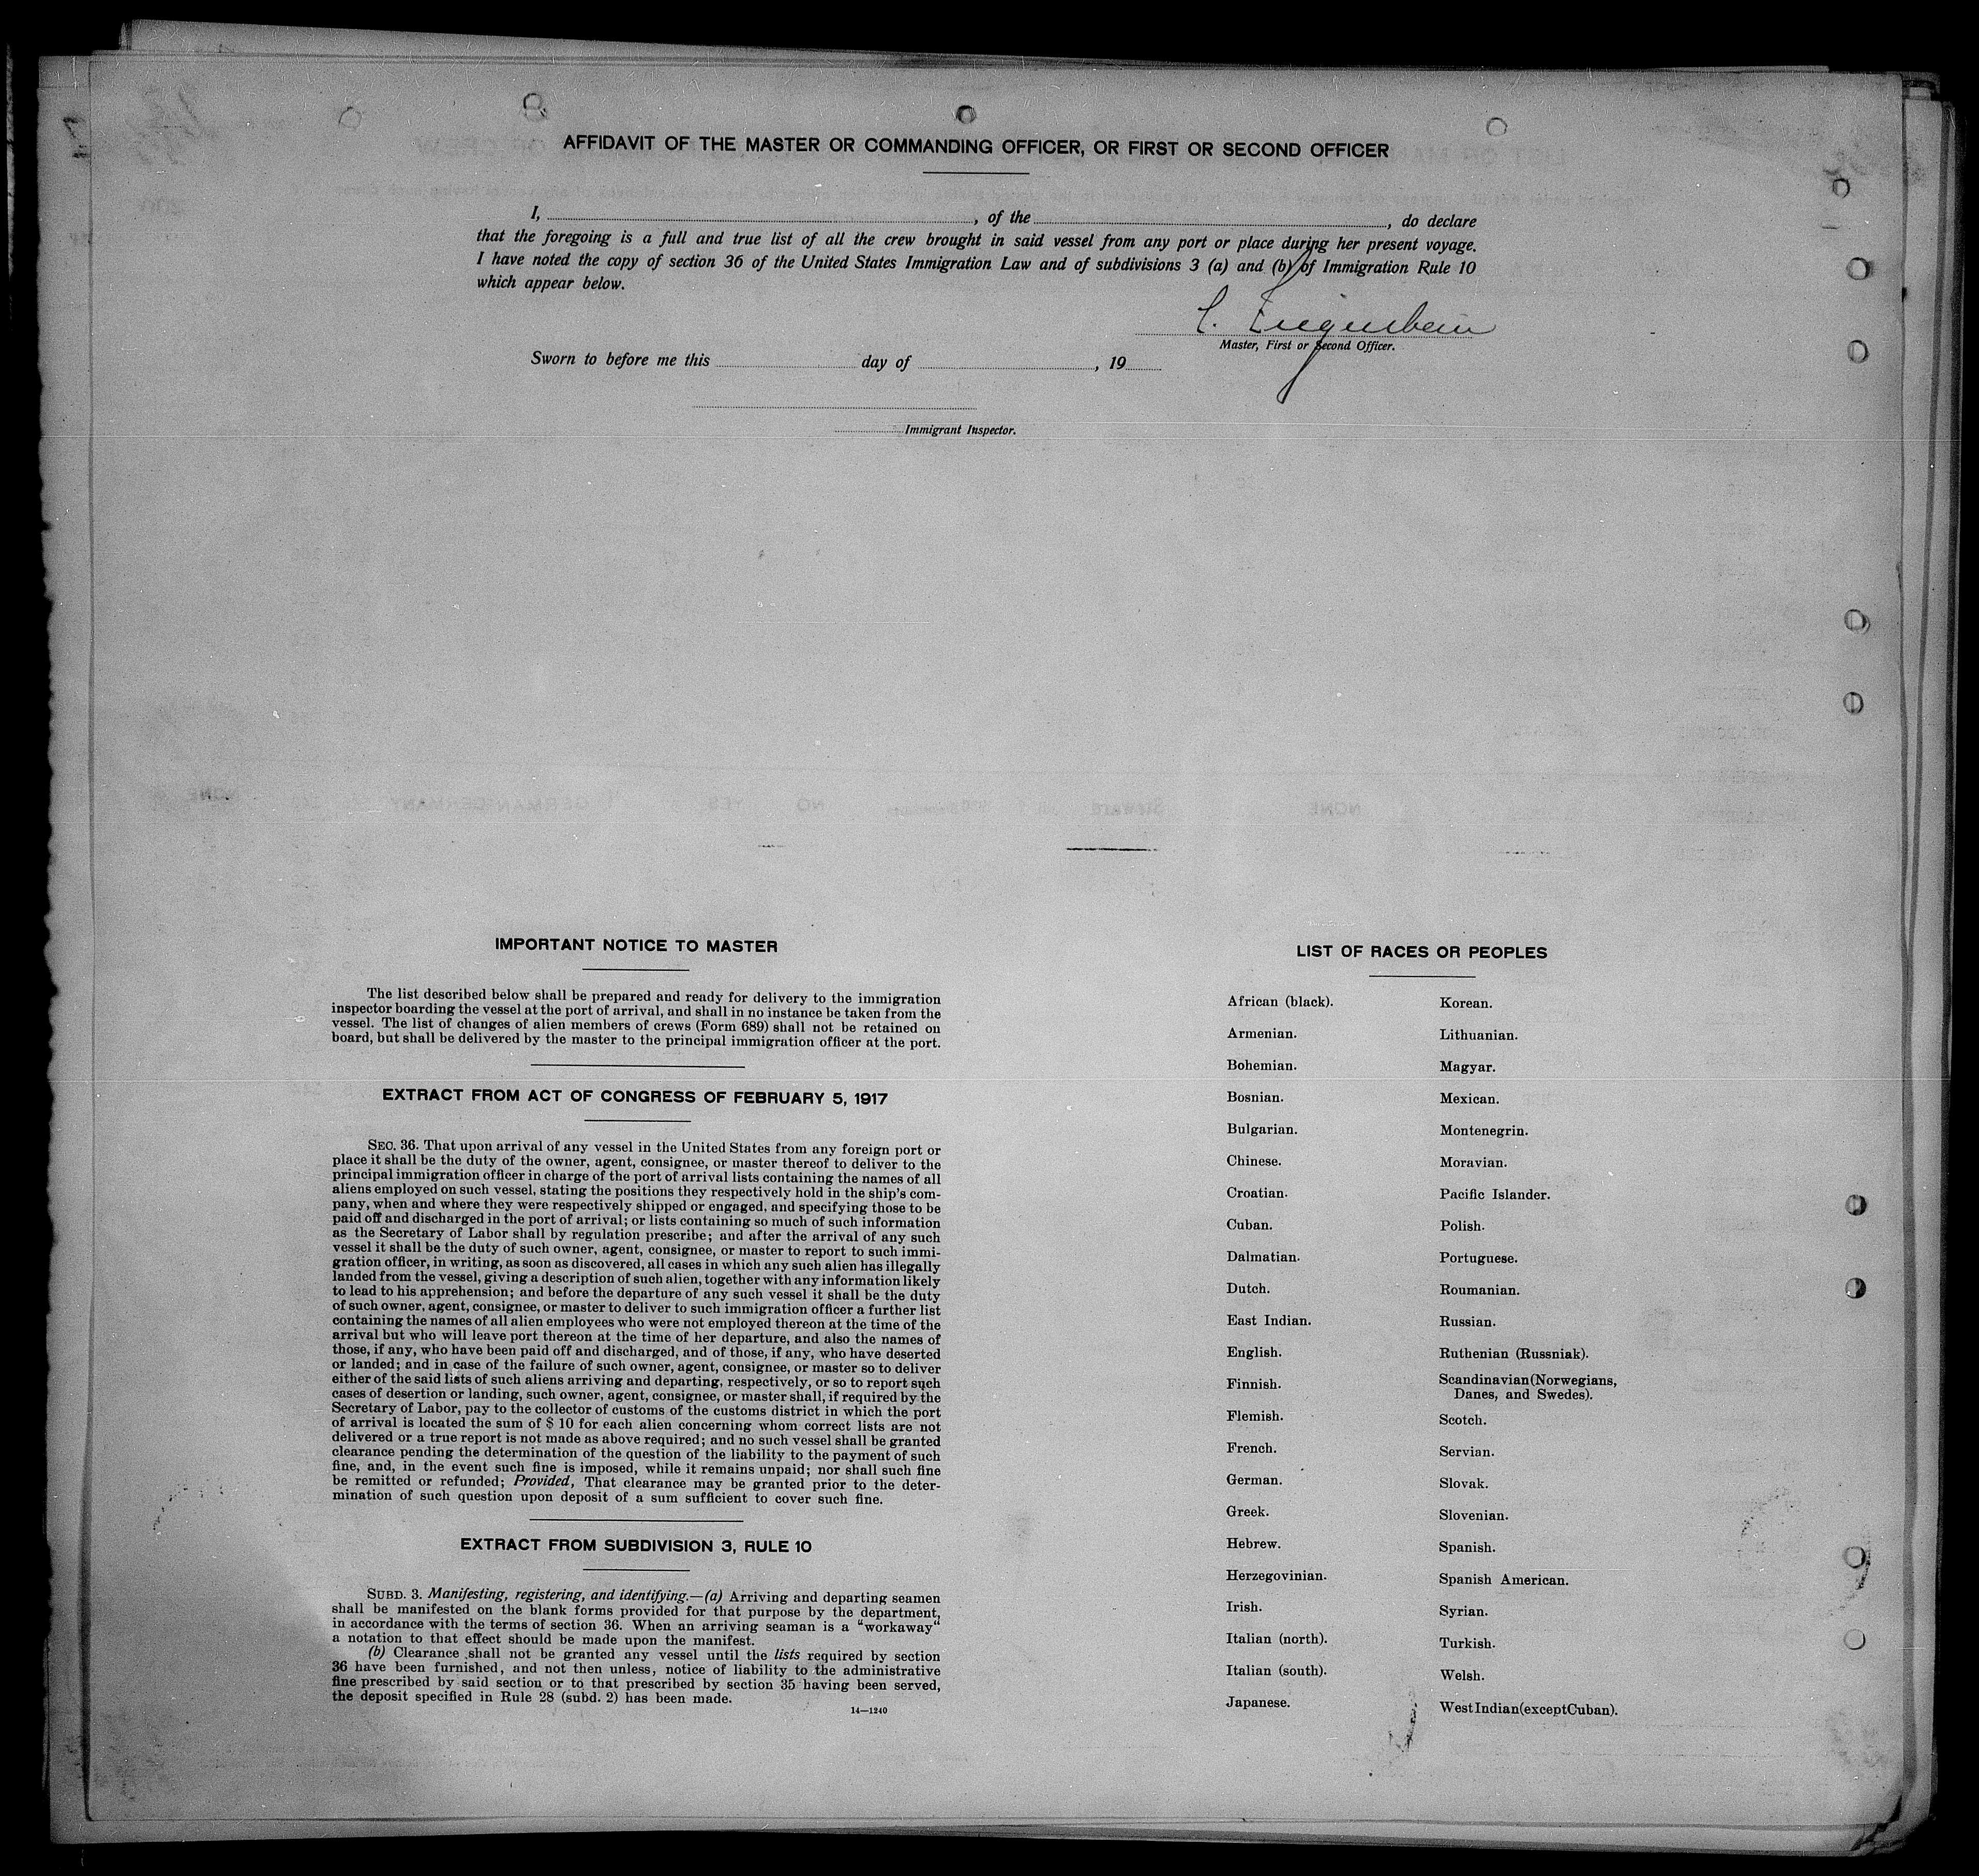 AFFIDAVIT OF THE MASTER OR COMMANDING OFFICER, OR FIRST OR SECOND OFFICER
I, , of the , do declare
that the foregoing is a full and true list of all the crew brought in said vessel from any port or place during her present voyage.
I have noted the copy of section 36 of the United States Immigration Law and of subdivisions 3 (a) and (b) of Immigration Rule 10
which appear below.
Master, First or Second Officer.
Sworn to before me this day of , 19
Immigrant Inspector.
IMPORTANT NOTICE TO MASTER
The list described below shall be prepared and ready for delivery to the immigration
inspector boarding the vessel at the port of arrival, and shall in no instance be taken from the
vessel. The list of changes of alien members of crews (Form 689) shall not be retained on
board, but shall be delivered by the master to the principal immigration officer at the port.
EXTRACT FROM ACT OF CONGRESS OF FEBRUARY 5, 1917
SEC. 36. That upon arrival of any vessel in the United States from any foreign port or
place it shall be the duty of the owner, agent, consignee, or master thereof to deliver to the
principal immigration officer in charge of the port of arrival lists containing the names of all
aliens employed on such vessel, stating the positions they respectively hold in the ship's com-
pany, when and where they were respectively shipped or engaged, and specifying those to be
paid off and discharged in the port of arrival; or lists containing so much of such information
as the Secretary of Labor shall by regulation prescribe; and after the arrival of any such
vessel it shall be the duty of such owner, agent, consignee, or master to report to such immi-
gration officer, in writing, as soon as discovered, all cases in which any such alien has illegally
landed from the vessel, giving a description of such alien, together with any information likely
to lead to his apprehension; and before the departure of any such vessel it shall be the duty
of such owner, agent, consignee, or master to deliver to such immigration officer a further list
containing the names of all alien employees who were not employed thereon at the time of the
arrival but who will leave port thereon at the time of her departure, and also the names of
those, if any, who have been paid off and discharged, and of those, if any, who have deserted
or landed; and in case of the failure of such owner, agent, consignee, or master so to deliver
either of the said lists of such aliens arriving and departing, respectively, or so to report such
cases of desertion or landing, such owner, agent, consignee, or master shall, if required by the
Secretary of Labor, pay to the collector of customs of the customs district in which the port
of arrival is located the sum of $ 10 for each alien concerning whom correct lists are not
delivered or a true report is not made as above required; and no such vessel shall be granted
clearance pending the determination of the question of the liability to the payment of such
fine, and, in the event such fine is imposed, while it remains unpaid; nor shall such fine
be remitted or refunded; Provided, That clearance may be granted prior to the deter-
mination of such question upon deposit of a sum sufficient to cover such fine.
EXTRACT FROM SUBDIVISION 3, RULE 10
SUBD. 3. Manifesting, registering, and identifying.—(a) Arriving and departing seamen
shall be manifested on the blank forms provided for that purpose by the department,
in accordance with the terms of section 36. When an arriving seaman is a "workaway"
a notation to that effect should be made upon the manifest.
(b) Clearance shall not be granted any vessel until the lists required by section
36 have been furnished, and not then unless, notice of liability to the administrative
fine prescribed by said section or to that prescribed by section 35 having been served,
the deposit specified in Rule 28 (subd. 2) has been made.
14—1240
LIST OF RACES OR PEOPLES
African (black).
Armenian.
Bohemian.
Bosnian.
Bulgarian.
Chinese.
Croatian.
Cuban.
Dalmatian.
Dutch.
East Indian.
English.
Finnish.
Flemish.
French.
German.
Greek.
Hebrew.
Herzegovinian.
Irish.
Italian (north).
Italian (south).
Japanese.
Korean.
Lithuanian.
Magyar.
Mexican.
Montenegrin.
Moravian.
Pacific Islander.
Polish.
Portuguese.
Roumanian.
Russian.
Ruthenian (Russniak).
Scandinavian(Norwegians,
Danes, and Swedes).
Scotch.
Servian.
Slovak.
Slovenian.
Spanish.
Spanish American.
Syrian.
Turkish.
Welsh.
West Indian(except Cuban).